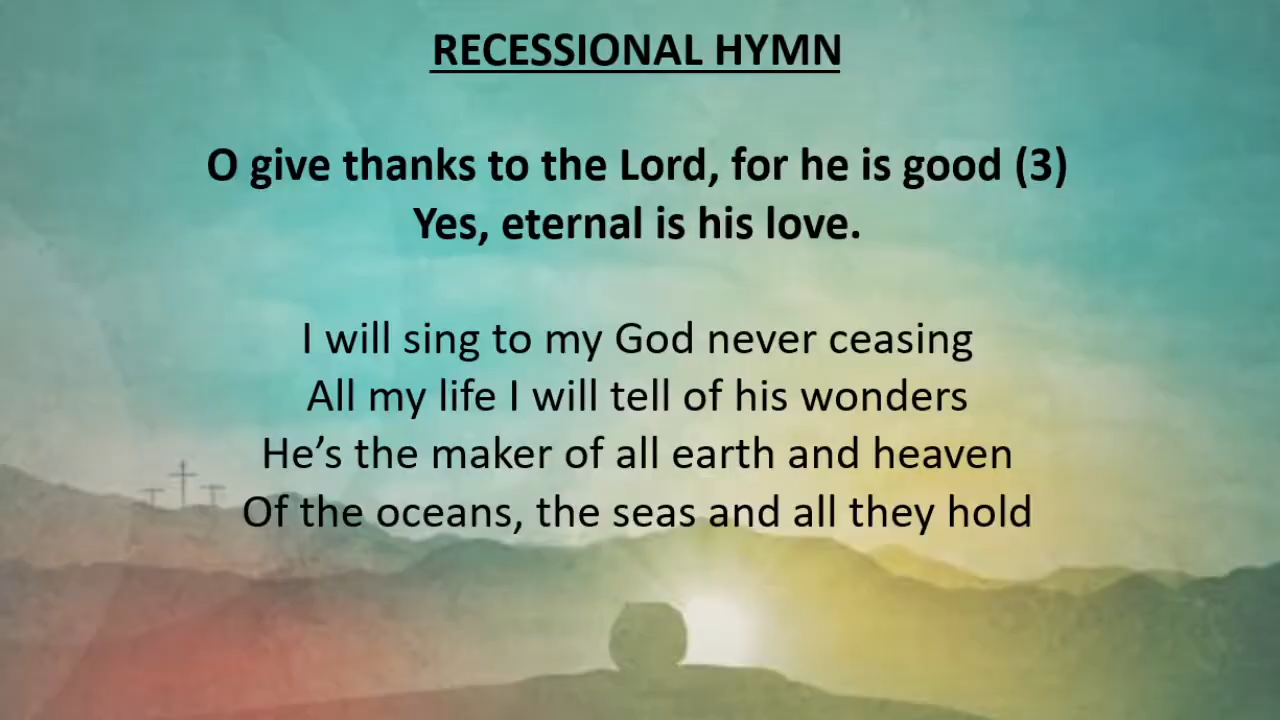 RECESSIONAL HYMN
O give thanks to the Lord, for he is good (3)
Yes, eternal is his love.
I will sing to my God never ceasing
All my life I will tell of his wonders
He’s the maker of all earth and heaven
Of the oceans, the seas and all they hold